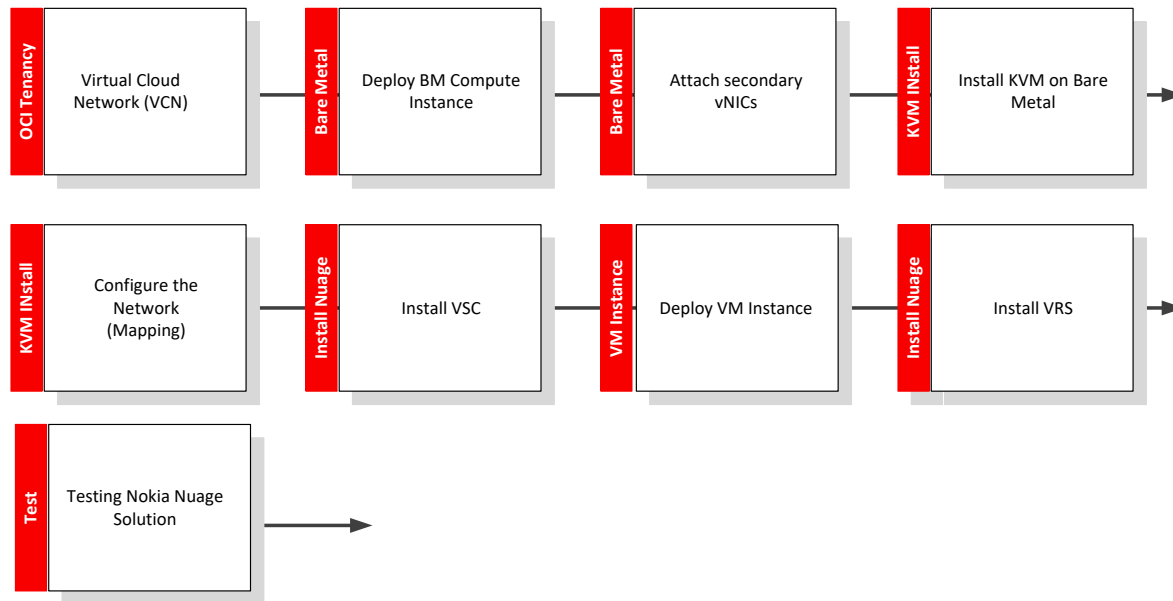 OCI Tenancy
Virtual Cloud
Network (VCN)
Bare Metal
Deploy BM Compute
Instance
Bare Metal
Attach secondary
vNICs
KVM INstall
Install KVM on Bare
Metal
KVM INstall
Configure the
Network
(Mapping)
Install Nuage
Install VSC
VM Instance
Deploy VM Instance
Install Nuage
Install VRS
Test
Testing Nokia Nuage
Solution